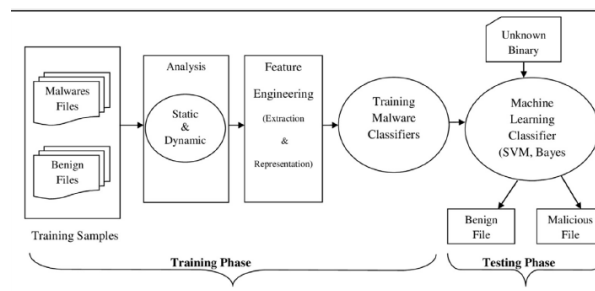 Malwares
Files
Benign
Files
Training Samples
Analysis
Static
&
Dynamic
Feature
Engineering
(Extraction
&
Representation)
Training
Malware
Classifiers
Unknown
Binary
Machine
Learning
Classifier
(SVM, Bayes
Benign
File
Malicious
File
Training Phase
Testing Phase